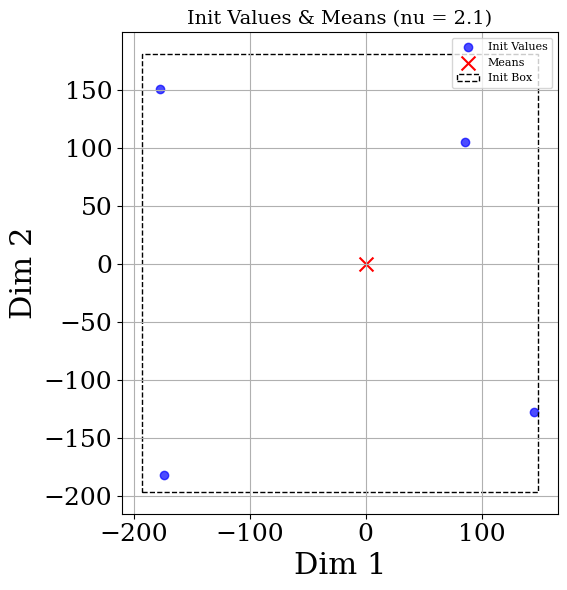 Init Values & Means (nu = 2.1)
Init Values
Means
Init Box
Dim 2
150
100
50
0
−50
−100
−150
−200
−200
−100
0
100
Dim 1